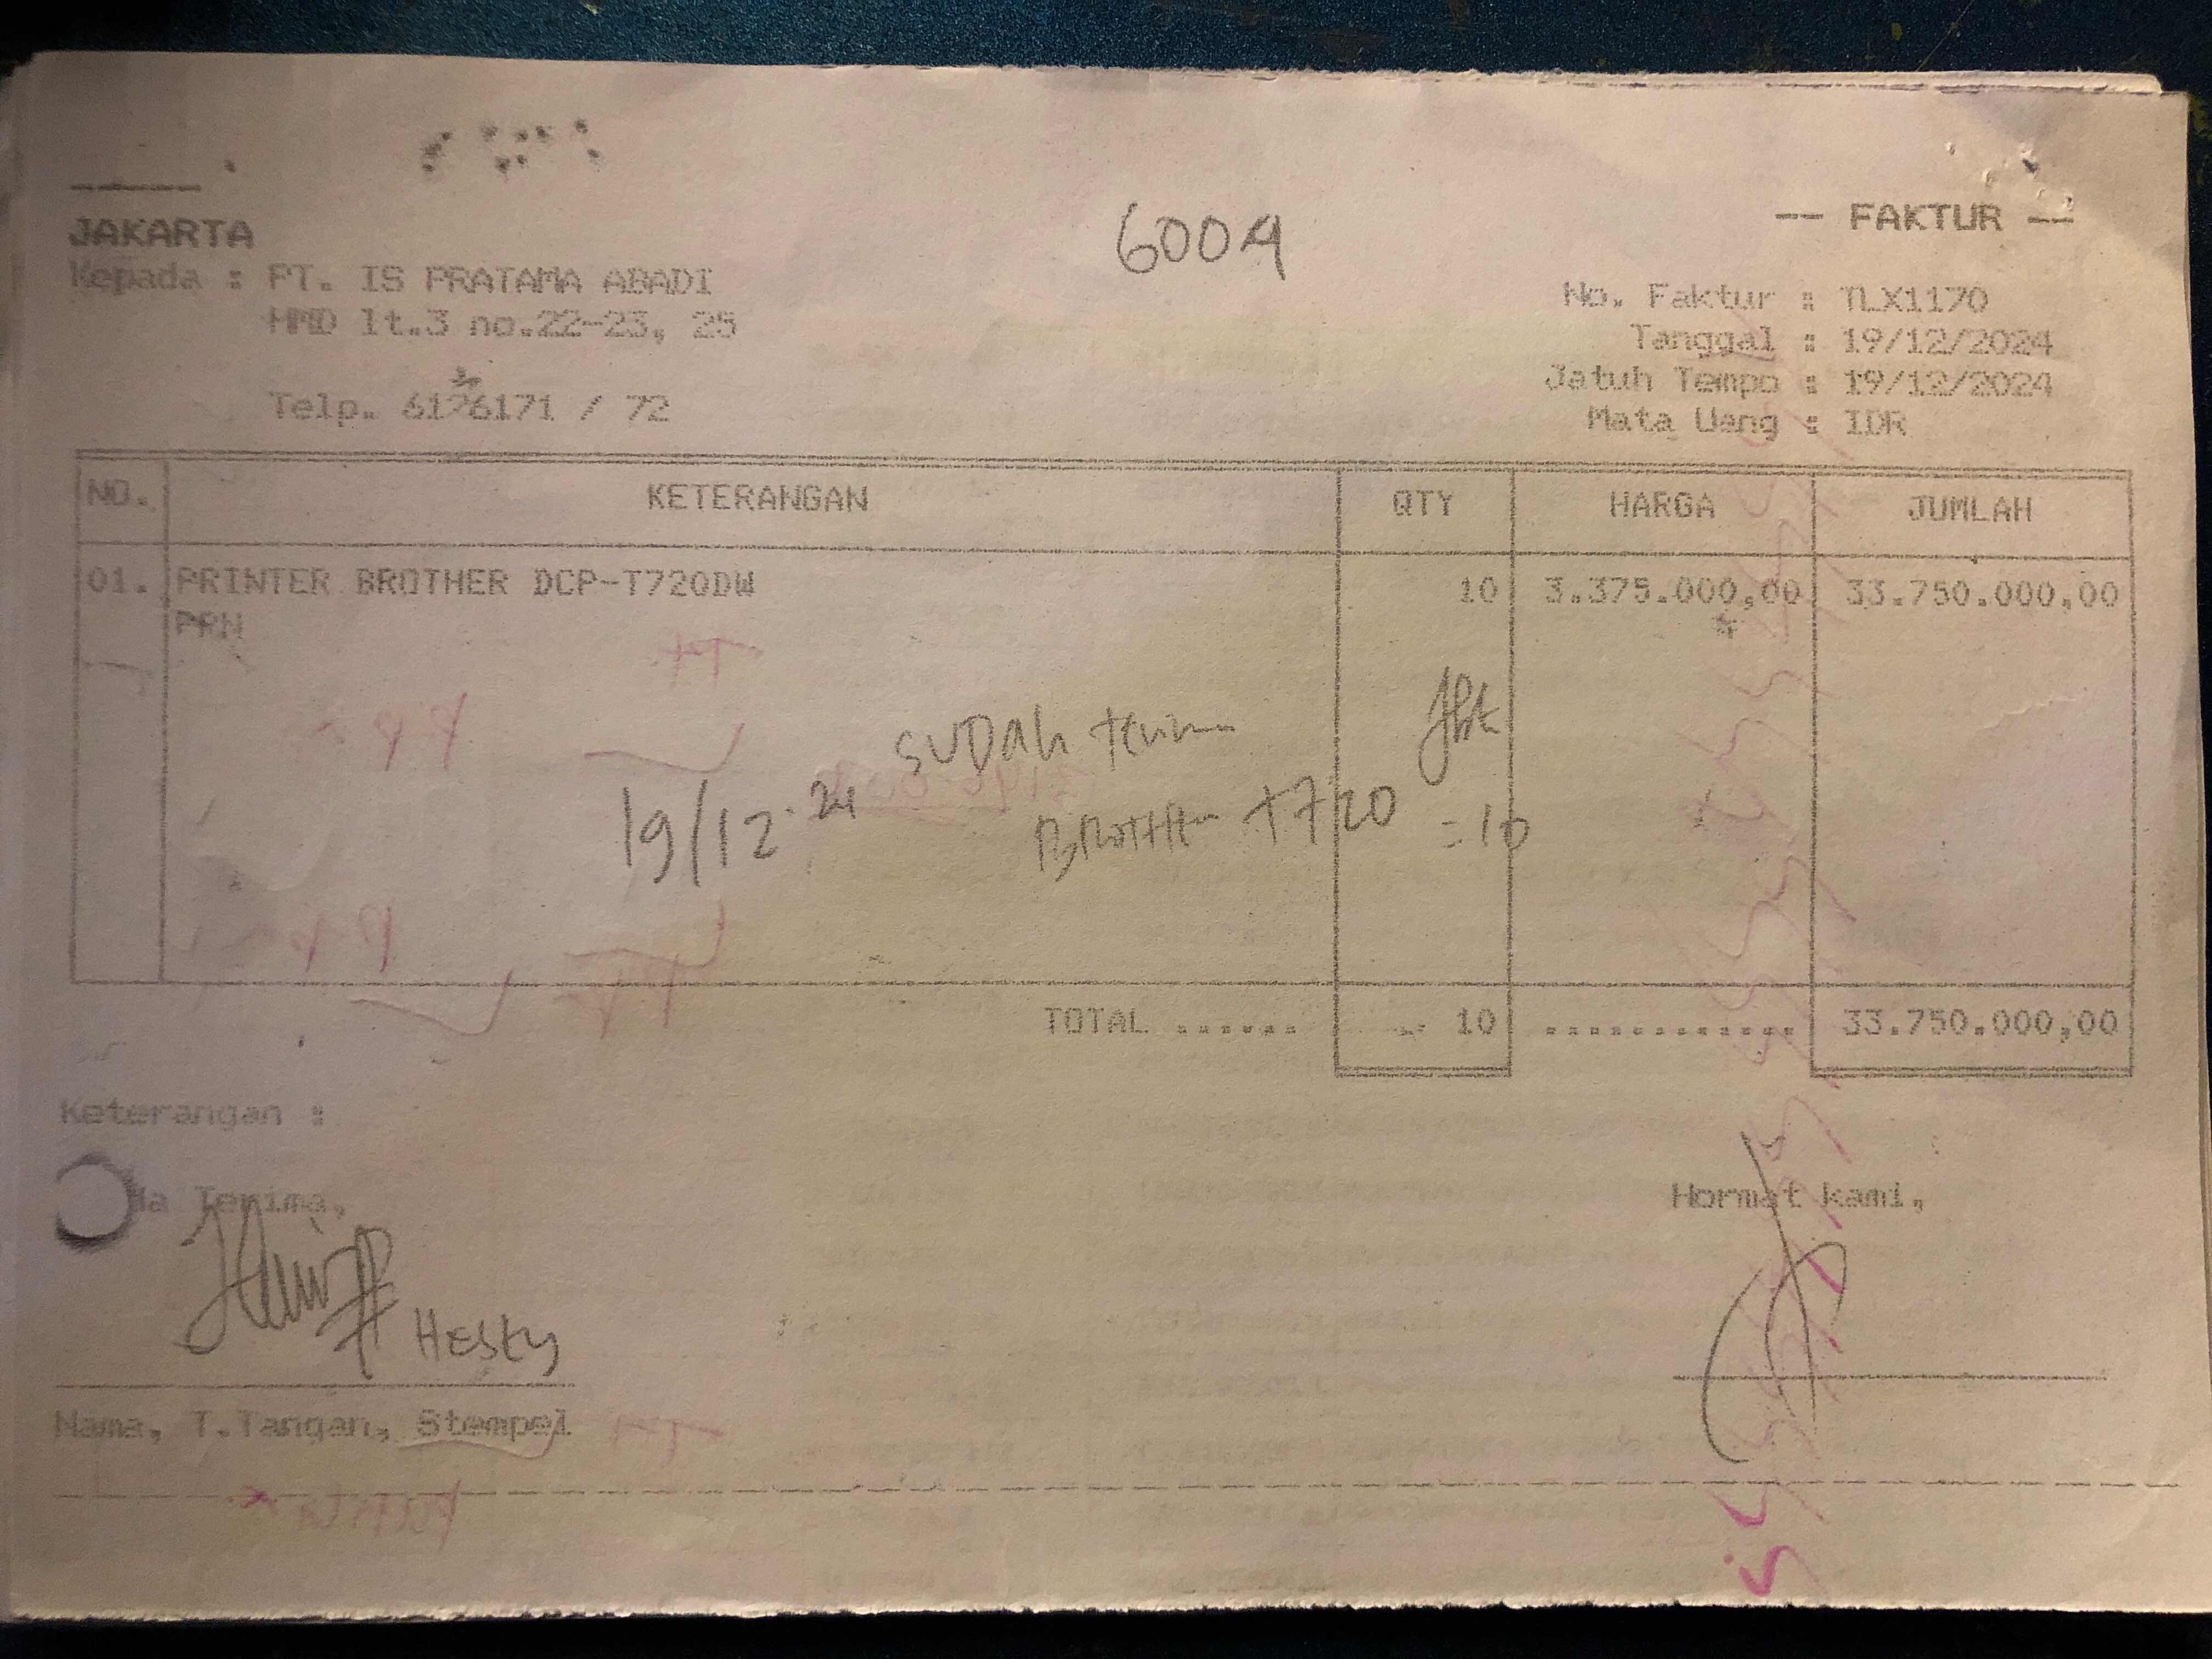 JAKARTA
-- FAKTUR --
6004
Kepada : PT. IS PRATAMA ABADI
HMD lt.3 no.22-23, 25
Telp. 6126171 / 72
No. Faktur : TLX1170
Tanggal : 19/12/2024
Jatuh Tempo : 19/12/2024
Mata Uang : IDR
NO. KETERANGAN QTY HARGA JUMLAH
01. PRINTER BROTHER DCP-T720DW 10 3.375.000,00 33.750.000,00
PRN
SUDAh
19/12.24
T720 =10
TOTAL ...... 10 ............ 33.750.000,00
Keterangan :
Terima,
Hormat kami,
Hesty
Nama, T.Tangan, Stempel